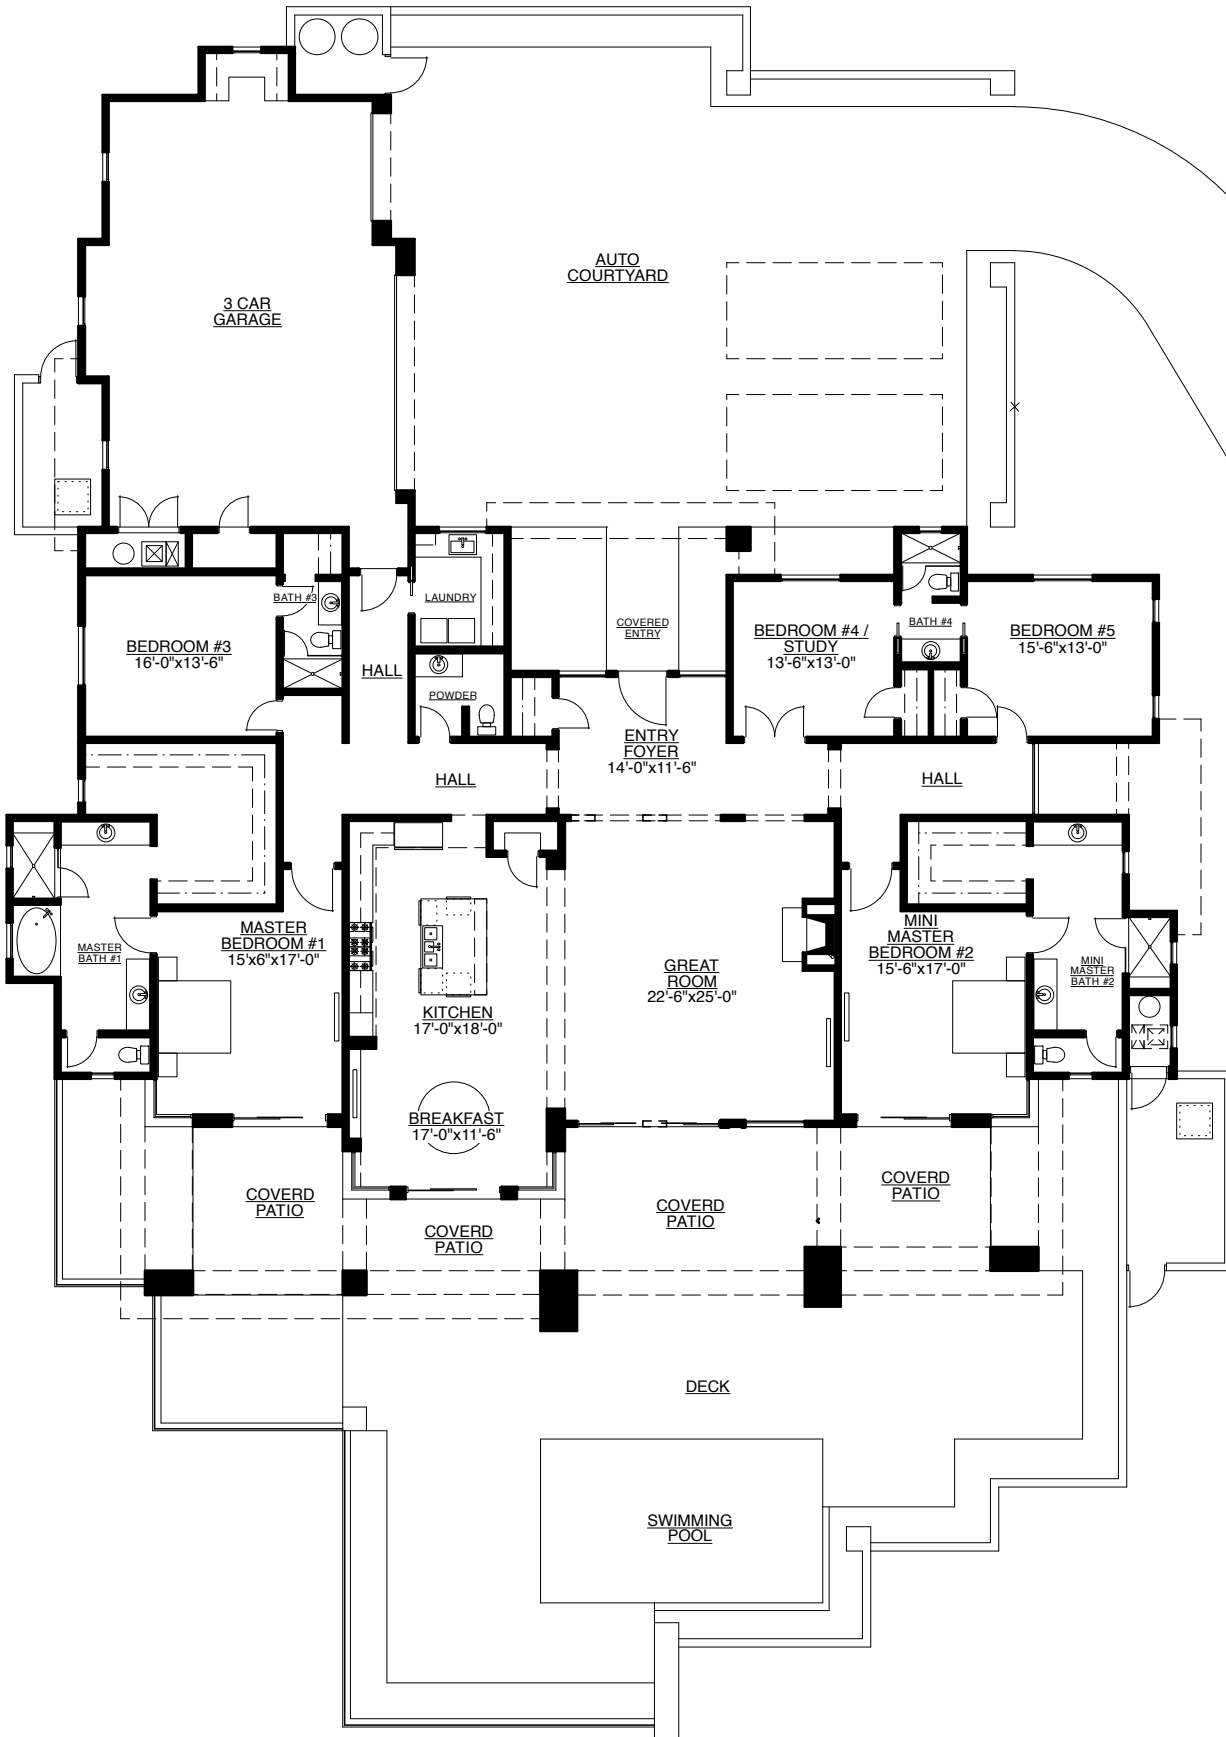 AUTO
COURTYARD
3 CAR
GARAGE
BATH #3
LAUNDRY
COVERED
ENTRY
BEDROOM #4 /
STUDY
13'-6"x13'-0"
BATH #4
BEDROOM #5
15'-6"x13'-0"
BEDROOM #3
16'-0"x13'-6"
HALL
POWDER
ENTRY
FOYER
14'-0"x11'-6"
HALL
HALL
MASTER
BEDROOM #1
15'x6"x17'-0"
MASTER
BATH #1
KITCHEN
17'-0"x18'-0"
GREAT
ROOM
22'-6"x25'-0"
MINI
MASTER
BEDROOM #2
15'-6"x17'-0"
MINI
MASTER
BATH #2
BREAKFAST
17'-0"x11'-6"
COVERD
PATIO
COVERD
PATIO
COVERD
PATIO
COVERD
PATIO
DECK
SWIMMING
POOL